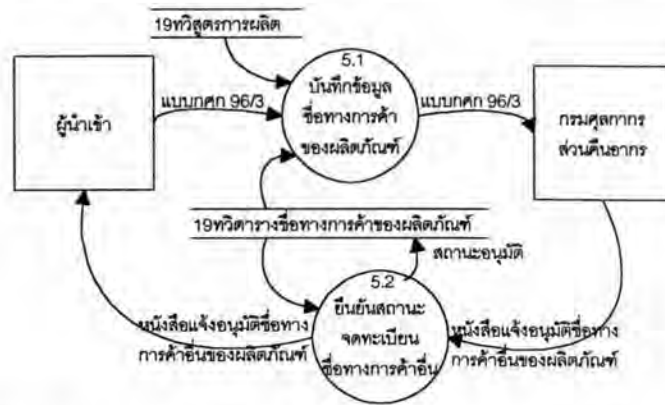 19ทวิสูตรการผลิต
5.1
บันทึกข้อมูล
ชื่อทางการค้า
ของผลิตภัณฑ์
ผู้นำเข้า
แบบกศก 96/3
แบบกศก 96/3
กรมศุลกากร
ส่วนคืนอากร
19ทวิตารางชื่อทางการค้าของผลิตภัณฑ์
สถานะอนุมัติ
5.2
ยืนยันสถานะ
จดทะเบียน
ชื่อทางการค้าอื่น
หนังสือแจ้งอนุมัติชื่อทาง
การค้าอื่นของผลิตภัณฑ์
หนังสือแจ้งอนุมัติชื่อทาง
การค้าอื่นของผลิตภัณฑ์